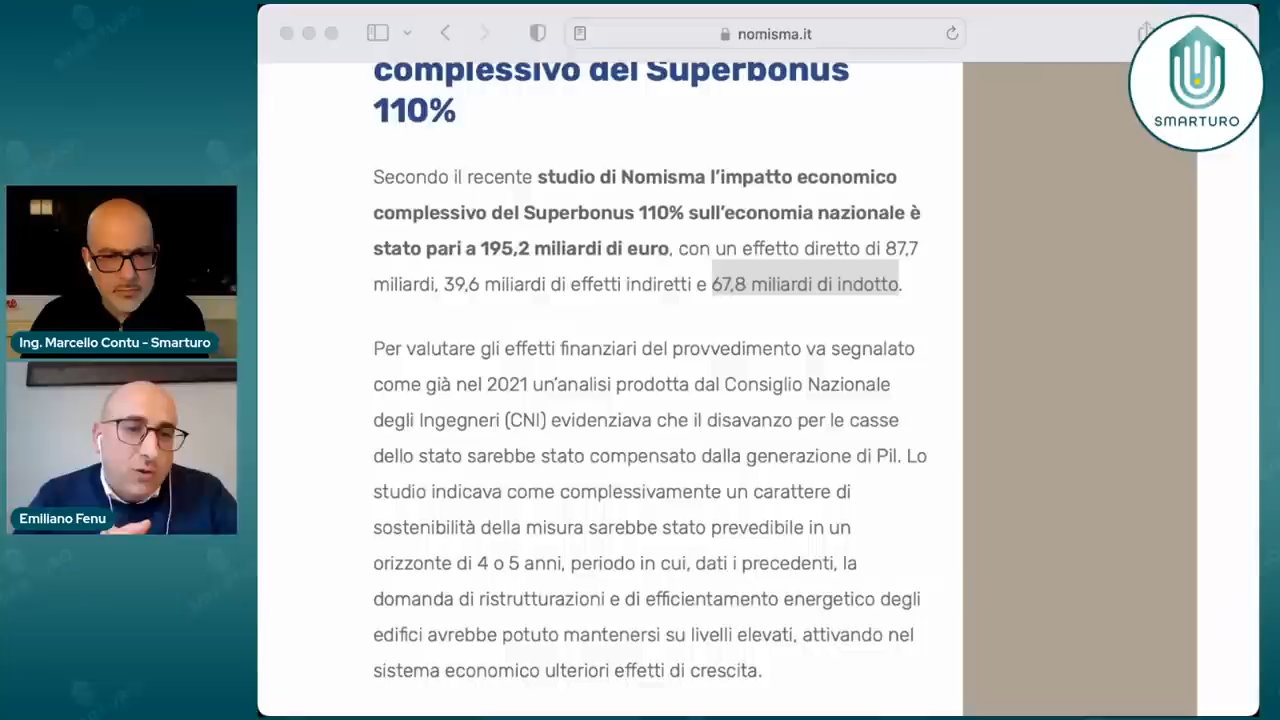 nomisma.it
SMARTURO
complessivo del Superbonus
110%
Secondo il recente studio di Nomisma l'impatto economico
complessivo del Superbonus 110% sull'economia nazionale è
stato pari a 195,2 miliardi di euro, con un effetto diretto di 87,7
miliardi, 39,6 miliardi di effetti indiretti e 67,8 miliardi di indotto.
Per valutare gli effetti finanziari del provvedimento va segnalato
come già nel 2021 un'analisi prodotta dal Consiglio Nazionale
degli Ingegneri (CNI) evidenziava che il disavanzo per le casse
dello stato sarebbe stato compensato dalla generazione di Pil. Lo
studio indicava come complessivamente un carattere di
sostenibilità della misura sarebbe stato prevedibile in un
orizzonte di 4 o 5 anni, periodo in cui, dati i precedenti, la
domanda di ristrutturazioni e di efficientamento energetico degli
edifici avrebbe potuto mantenersi su livelli elevati, attivando nel
sistema economico ulteriori effetti di crescita.
Ing. Marcello Contu - Smarturo
Emiliano Fenu